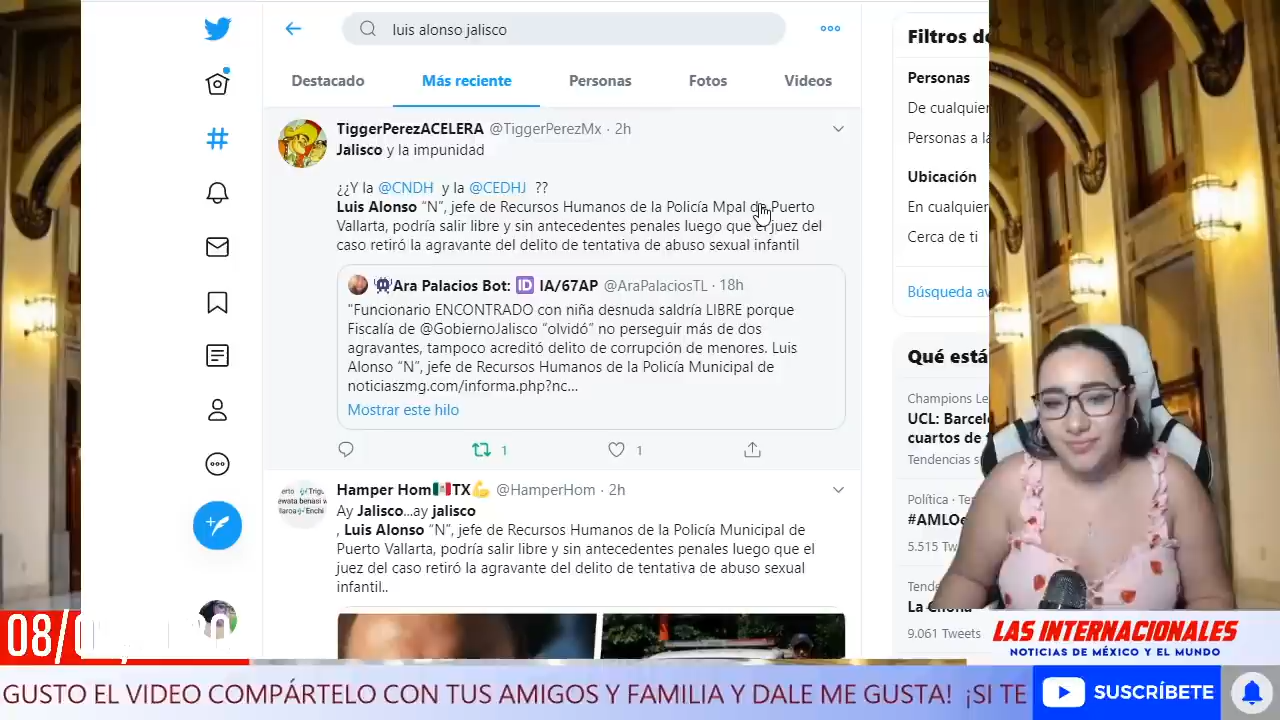 luis alonso jalisco
Destacado
Más reciente
Personas
Fotos
Videos
TiggerPerezACELERA @TiggerPerezMx · 2h
Jalisco y la impunidad
¿¿Y la @CNDH y la @CEDHJ ??
Luis Alonso “N”, jefe de Recursos Humanos de la Policía Mpal de Puerto
Vallarta, podría salir libre y sin antecedentes penales luego que el juez del
caso retiró la agravante del delito de tentativa de abuso sexual infantil
Ara Palacios Bot: ID IA/67AP @AraPalaciosTL · 18h
"Funcionario ENCONTRADO con niña desnuda saldría LIBRE porque
Fiscalía de @GobiernoJalisco “olvidó” no perseguir más de dos
agravantes, tampoco acreditó delito de corrupción de menores. Luis
Alonso “N”, jefe de Recursos Humanos de la Policía Municipal de
noticiaszmg.com/informa.php?nc...
Mostrar este hilo
1
1
Hamper Hom TX @HamperHom · 2h
Ay Jalisco...ay jalisco
, Luis Alonso “N”, jefe de Recursos Humanos de la Policía Municipal de
Puerto Vallarta, podría salir libre y sin antecedentes penales luego que el
juez del caso retiró la agravante del delito de tentativa de abuso sexual
infantil..
Filtros de
Personas
De cualquier
Personas a la
Ubicación
En cualquier
Cerca de ti
Búsqueda av
Qué está
Champions Le
UCL: Barcel
cuartos de
Tendencias s
Política · Ten
#AMLOe
5.515 Tw
Tende
La Chona
9.061 Tweets
LAS INTERNACIONALES
NOTICIAS DE MÉXICO Y EL MUNDO
08/0
GUSTO EL VIDEO COMPÁRTELO CON TUS AMIGOS Y FAMILIA Y DALE ME GUSTA! ¡SI TE
SUSCRÍBETE